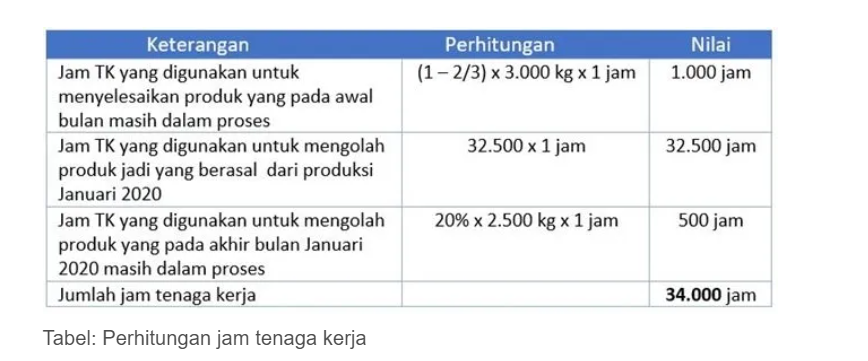 Keterangan Perhitungan Nilai
Jam TK yang digunakan untuk (1 – 2/3) x 3.000 kg x 1 jam 1.000 jam
menyelesaikan produk yang pada awal
bulan masih dalam proses
Jam TK yang digunakan untuk mengolah 32.500 x 1 jam 32.500 jam
produk jadi yang berasal dari produksi
Januari 2020
Jam TK yang digunakan untuk mengolah 20% x 2.500 kg x 1 jam 500 jam
produk yang pada akhir bulan Januari
2020 masih dalam proses
Jumlah jam tenaga kerja 34.000 jam
Tabel: Perhitungan jam tenaga kerja